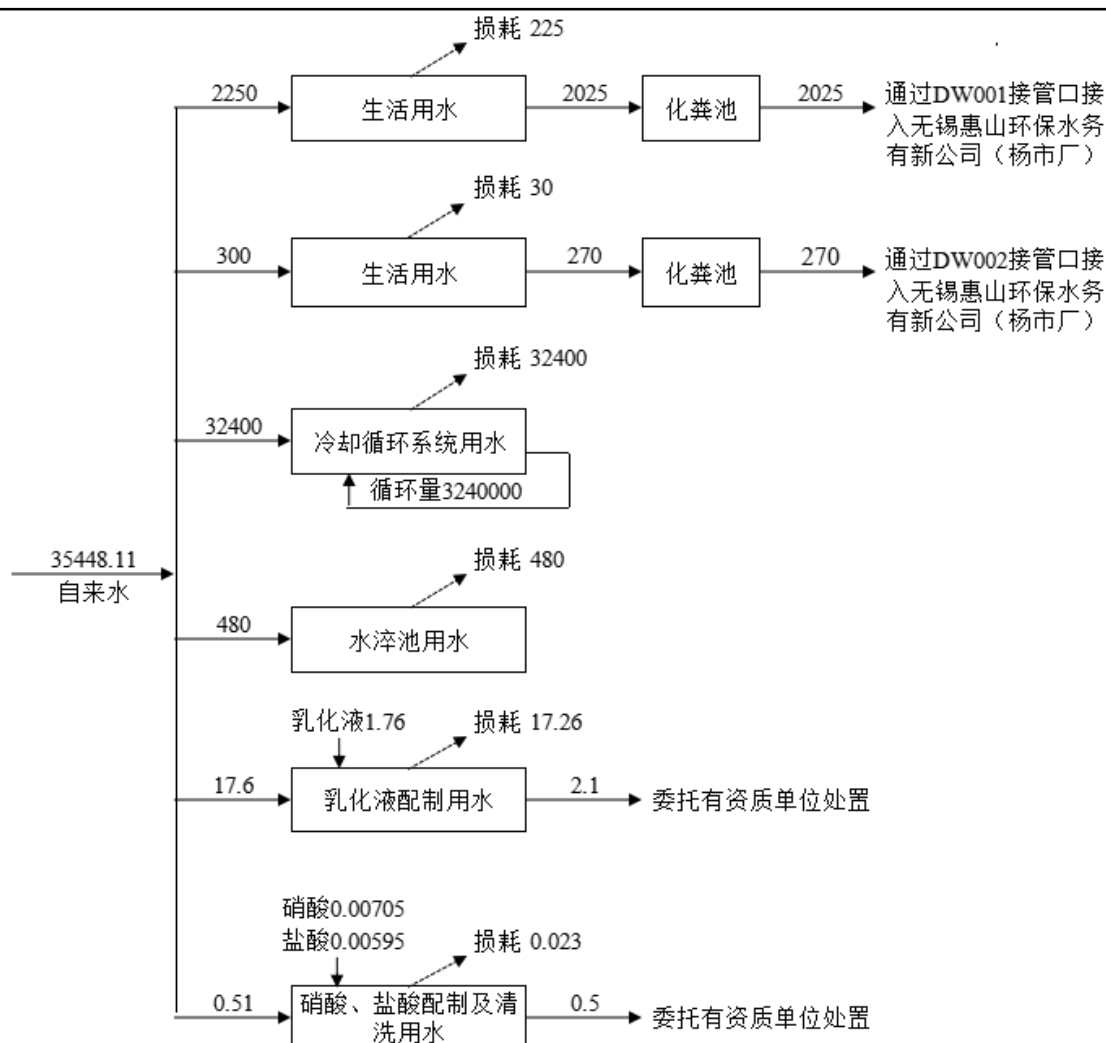 损耗 225
2250
生活用水
2025
化粪池
2025
通过DW001接管口接
入无锡惠山环保水务
有新公司（杨市厂）
损耗 30
300
生活用水
270
化粪池
270
通过DW002接管口接
入无锡惠山环保水务
有新公司（杨市厂）
损耗 32400
32400
冷却循环系统用水
循环量3240000
35448.11
自来水
损耗 480
480
水淬池用水
乳化液1.76
损耗 17.26
17.6
乳化液配制用水
2.1
委托有资质单位处置
硝酸0.00705
盐酸0.00595
损耗 0.023
0.51
硝酸、盐酸配制及清
洗用水
0.5
委托有资质单位处置